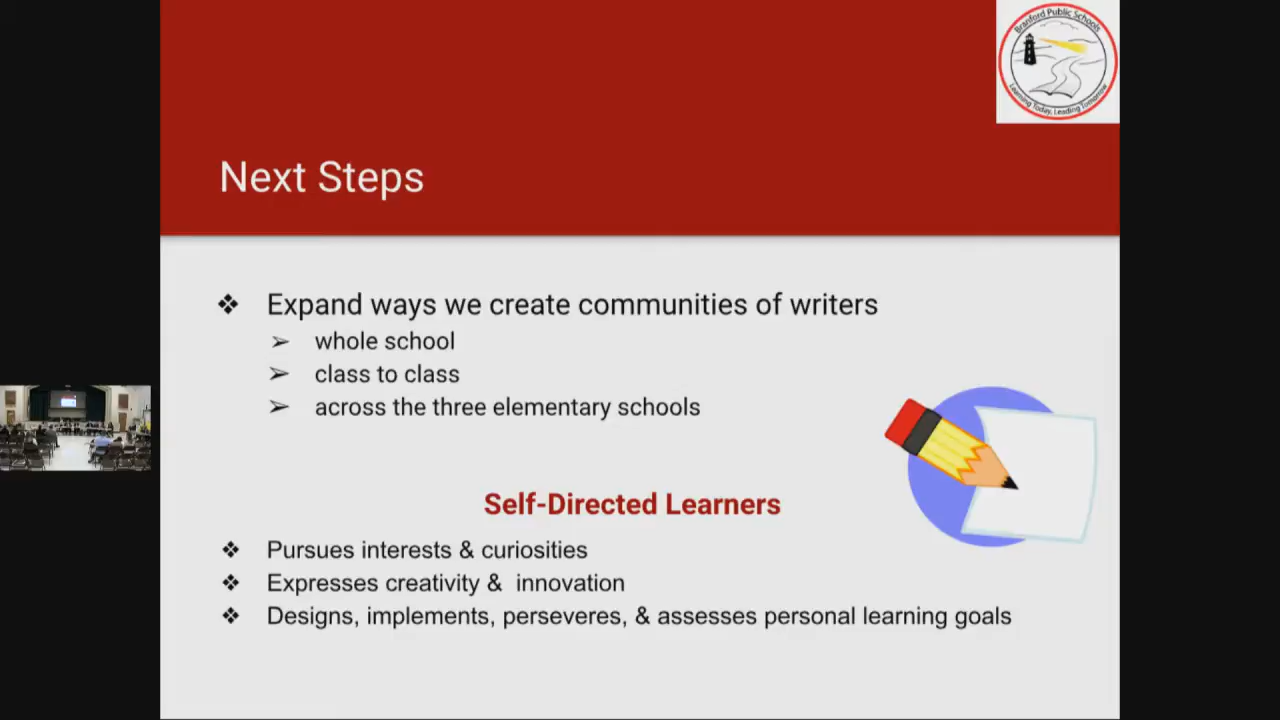 Branford Public Schools
Learning Today, Leading Tomorrow
Next Steps
❖ Expand ways we create communities of writers
➢ whole school
➢ class to class
➢ across the three elementary schools
Self-Directed Learners
❖ Pursues interests & curiosities
❖ Expresses creativity & innovation
❖ Designs, implements, perseveres, & assesses personal learning goals